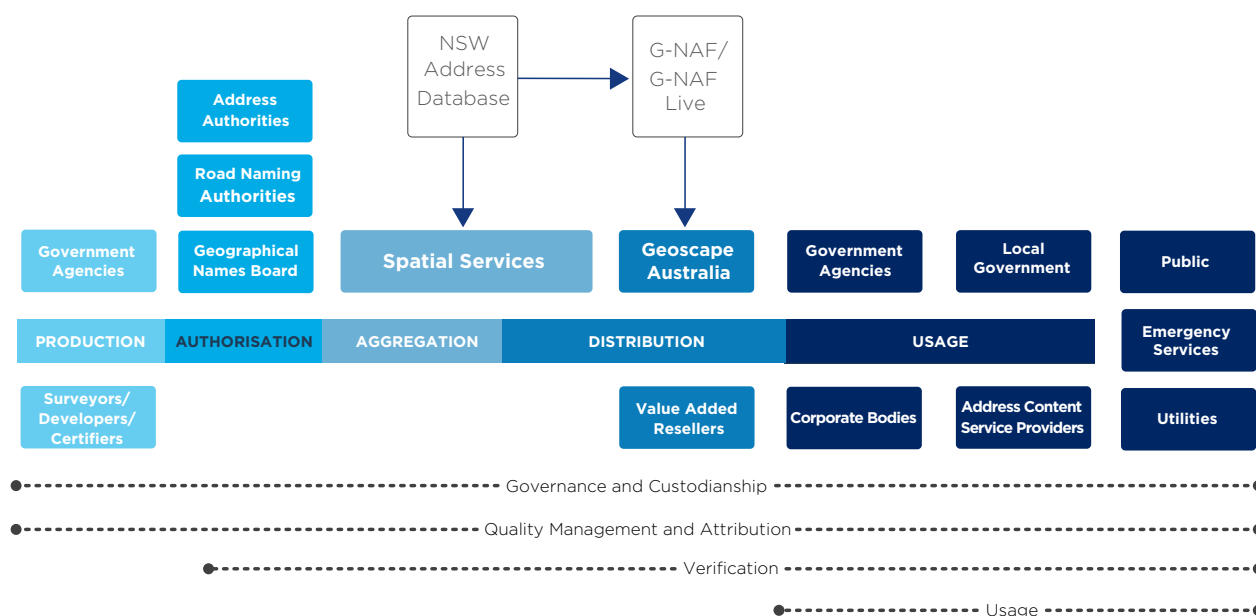 NSW
Address
Database
G-NAF/
G-NAF
Live
Address
Authorities
Road Naming
Authorities
Government
Agencies
Geographical
Names Board
Spatial Services
Geoscape
Australia
Government
Agencies
Local
Government
Public
PRODUCTION
AUTHORISATION
AGGREGATION
DISTRIBUTION
USAGE
Emergency
Services
Surveyors/
Developers/
Certifiers
Value Added
Resellers
Corporate Bodies
Address Content
Service Providers
Utilities
Governance and Custodianship
Quality Management and Attribution
Verification
Usage